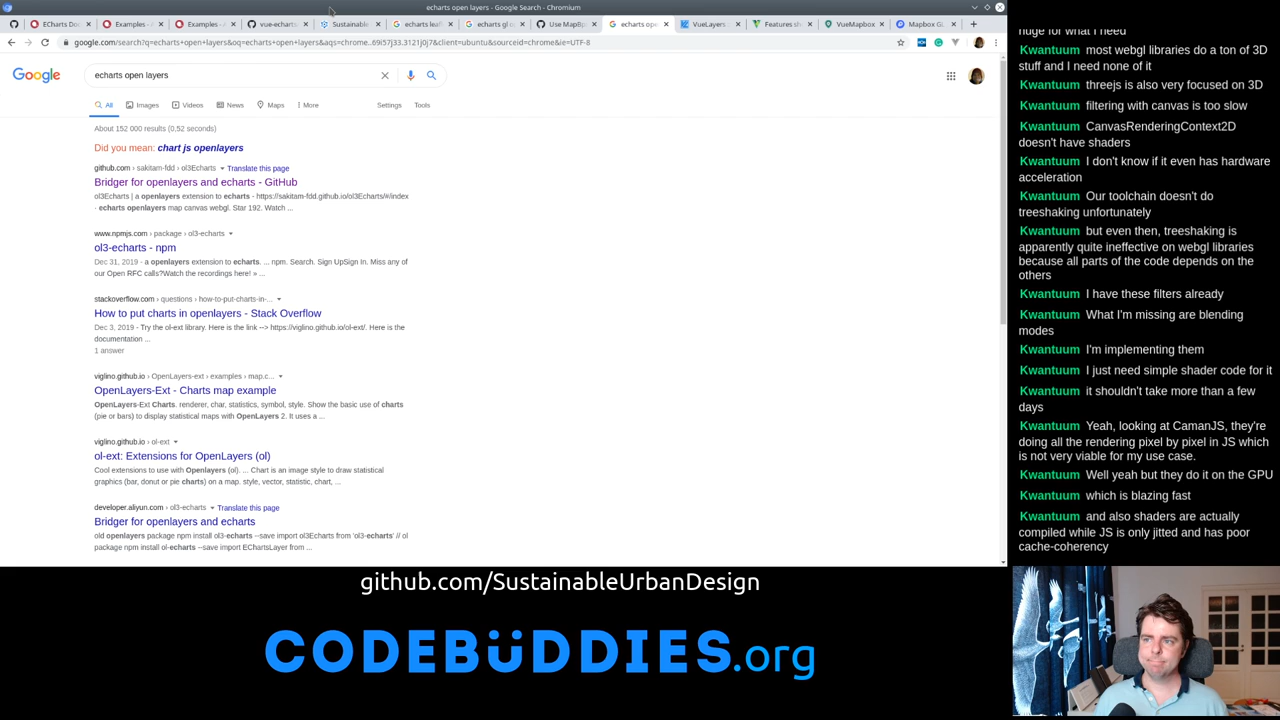 echarts open layers - Google Search - Chromium
ECharts Doc
Examples - A
Examples - A
vue-echarts
Sustainable
echarts leafl
echarts gl o
Use MapBo
echarts open
VueLayers
Features sh
VueMapbox
Mapbox GL
google.com/search?q=echarts+open+layers&oq=echarts+open+layers&aqs=chrome..69i57j33.3121j0j7&client=ubuntu&sourceid=chrome&ie=UTF-8
Google
echarts open layers
All Images Videos News Maps More Settings Tools
About 152 000 results (0,52 seconds)
Did you mean: chart js openlayers
github.com › sakitam-fdd › ol3Echarts Translate this page
Bridger for openlayers and echarts - GitHub
ol3Echarts | a openlayers extension to echarts - https://sakitam-fdd.github.io/ol3Echarts/#/index
· echarts openlayers map canvas webgl. Star 192. Watch ...
www.npmjs.com › package › ol3-echarts
ol3-echarts - npm
Dec 31, 2019 - a openlayers extension to echarts. ... npm. Search. Sign UpSign In. Miss any of
our Open RFC calls?Watch the recordings here! » ...
stackoverflow.com › questions › how-to-put-charts-in-...
How to put charts in openlayers - Stack Overflow
Dec 3, 2019 - Try the ol-ext library. Here is the link --> https://viglino.github.io/ol-ext/. Here is the
documentation ...
1 answer
viglino.github.io › OpenLayers-ext › examples › map.c...
OpenLayers-Ext - Charts map example
OpenLayers-Ext Charts. renderer, char, statistics, symbol, style. Show the basic use of charts
(pie or bars) to display statistical maps with OpenLayers 2. It uses a ...
viglino.github.io › ol-ext
ol-ext: Extensions for OpenLayers (ol)
Cool extensions to use with Openlayers (ol). ... Chart is an image style to draw statistical
graphics (bar, donut or pie charts) on a map. style, vector, statistic, chart, ...
developer.aliyun.com › ol3-echarts Translate this page
Bridger for openlayers and echarts
old openlayers package npm install ol3-echarts --save import ol3Echarts from 'ol3-echarts' // ol
package npm install ol-echarts --save import EChartsLayer from ...
huge for what I need
Kwantuum most webgl libraries do a ton of 3D
stuff and I need none of it
Kwantuum threejs is also very focused on 3D
Kwantuum filtering with canvas is too slow
Kwantuum CanvasRenderingContext2D
doesn't have shaders
Kwantuum I don't know if it even has hardware
acceleration
Kwantuum Our toolchain doesn't do
treeshaking unfortunately
Kwantuum but even then, treeshaking is
apparently quite ineffective on webgl libraries
because all parts of the code depends on the
others
Kwantuum I have these filters already
Kwantuum What I'm missing are blending
modes
Kwantuum I'm implementing them
Kwantuum I just need simple shader code for it
Kwantuum it shouldn't take more than a few
days
Kwantuum Yeah, looking at CamanJS, they're
doing all the rendering pixel by pixel in JS which
is not very viable for my use case.
Kwantuum Well yeah but they do it on the GPU
Kwantuum which is blazing fast
Kwantuum and also shaders are actually
compiled while JS is only jitted and has poor
cache-coherency
github.com/SustainableUrbanDesign
CODEBÜDDIES.org